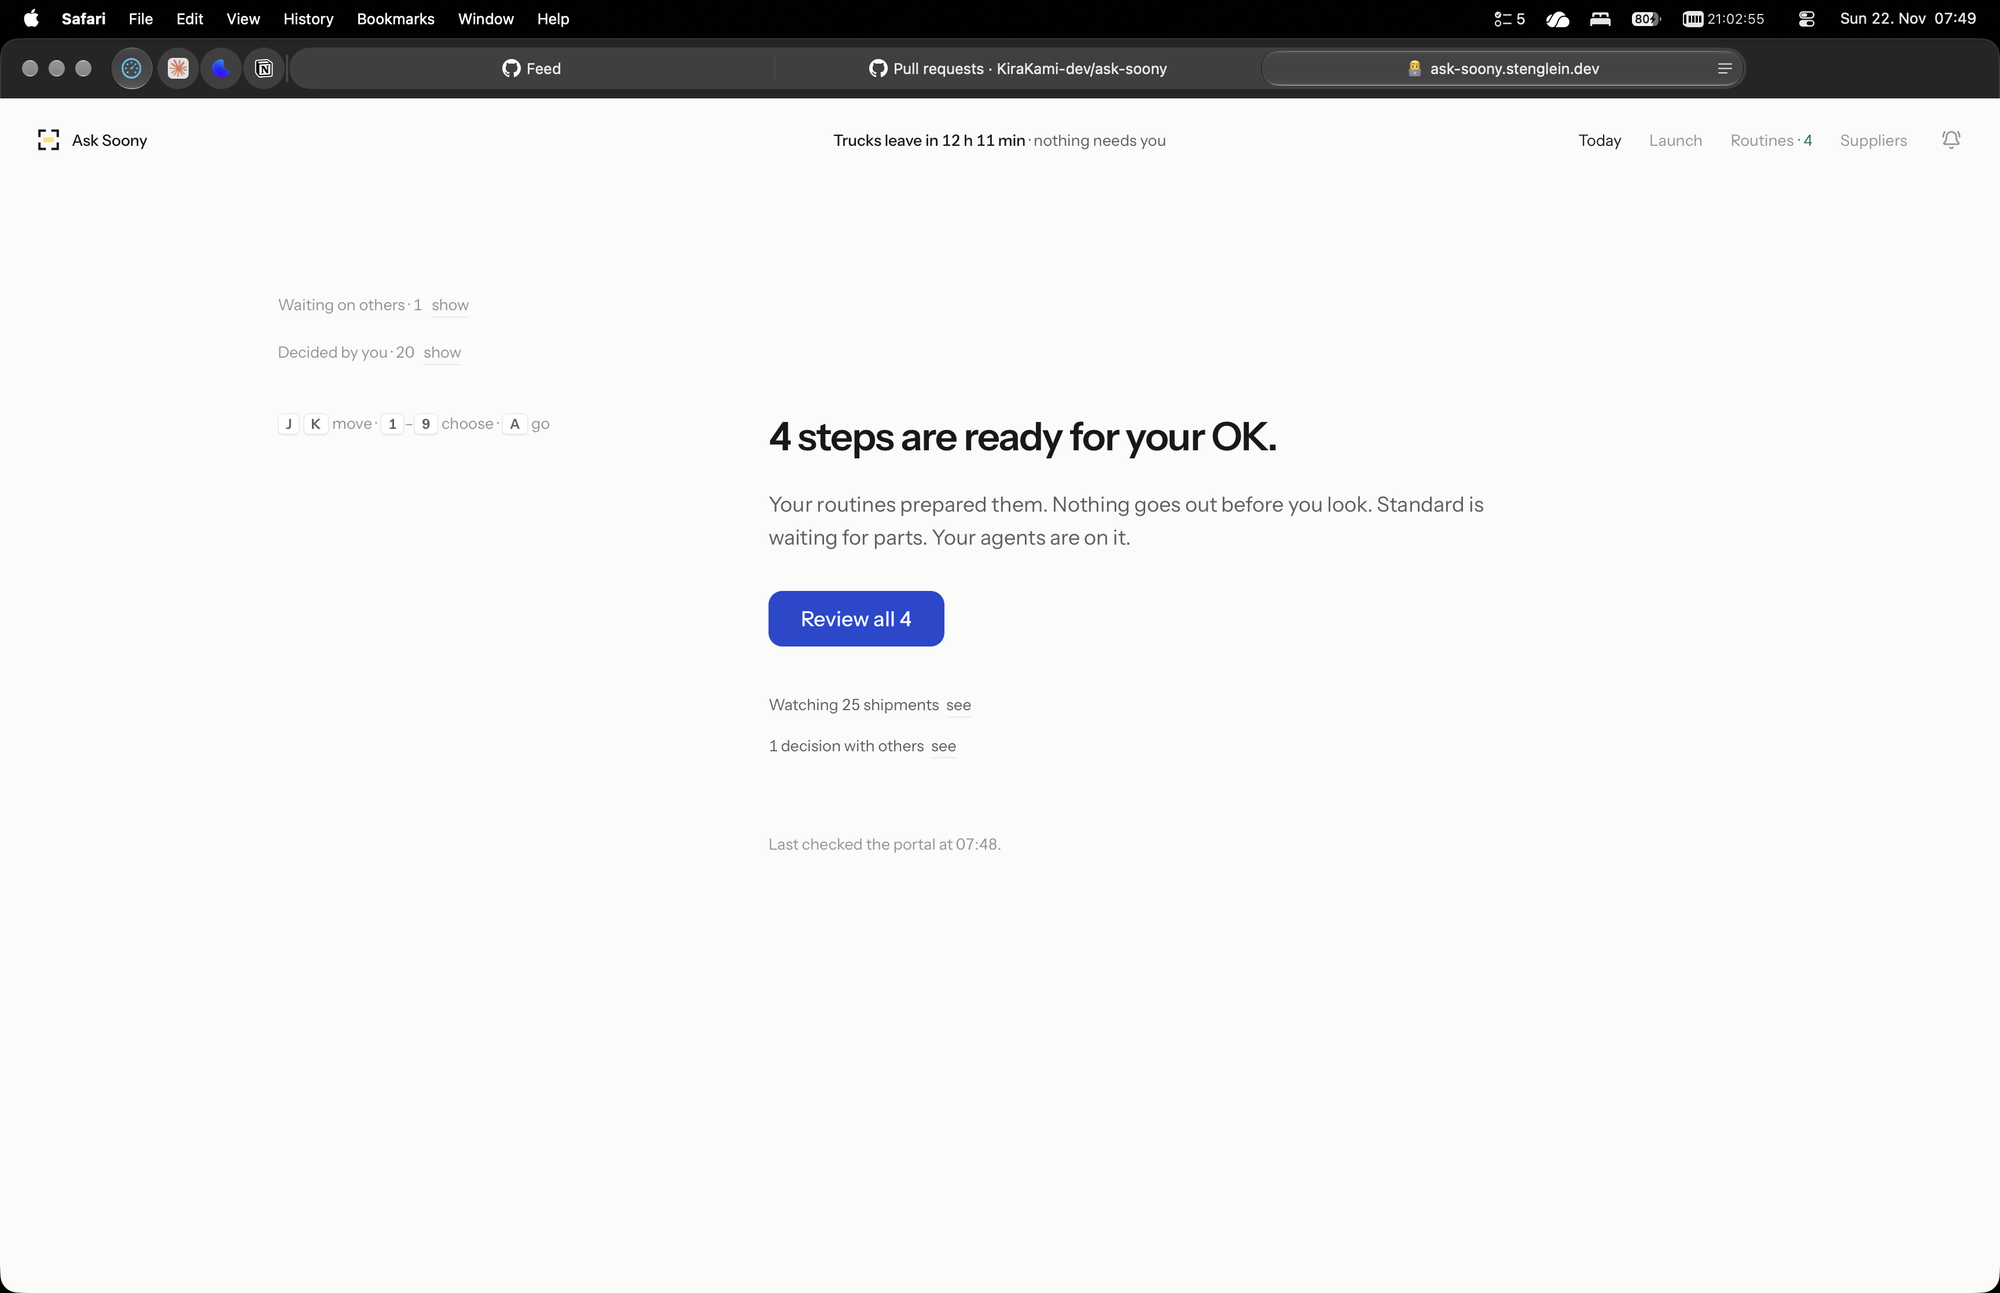 Safari File Edit View History Bookmarks Window Help 5 80 21:02:55 Sun 22. Nov 07:49
Feed Pull requests · KiraKami-dev/ask-soony ask-soony.stenglein.dev
Ask Soony Trucks leave in 12 h 11 min · nothing needs you Today Launch Routines · 4 Suppliers
Waiting on others · 1 show
Decided by you · 20 show
J K move · 1 – 9 choose · A go
4 steps are ready for your OK.
Your routines prepared them. Nothing goes out before you look. Standard is
waiting for parts. Your agents are on it.
Review all 4
Watching 25 shipments see
1 decision with others see
Last checked the portal at 07:48.